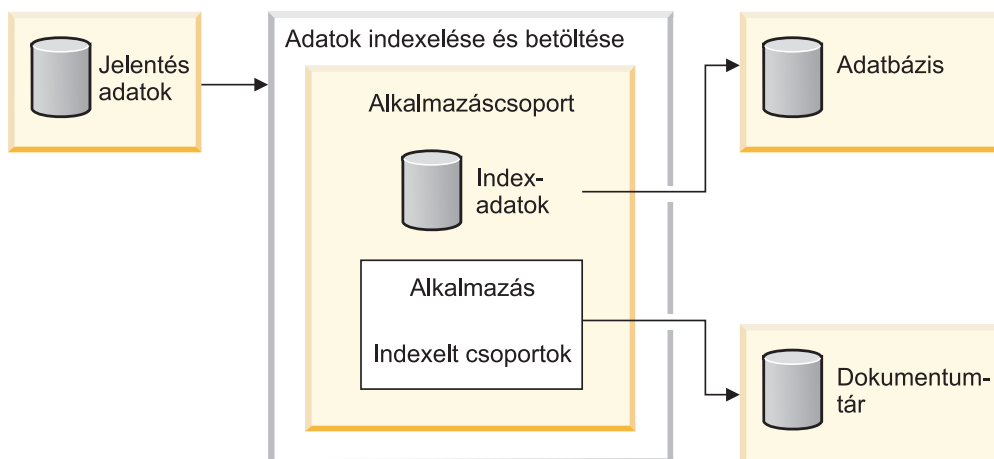 Jelentés
adatok
Adatok indexelése és betöltése
Alkalmazáscsoport
Index-
adatok
Alkalmazás
Indexelt csoportok
Adatbázis
Dokumentum-
tár